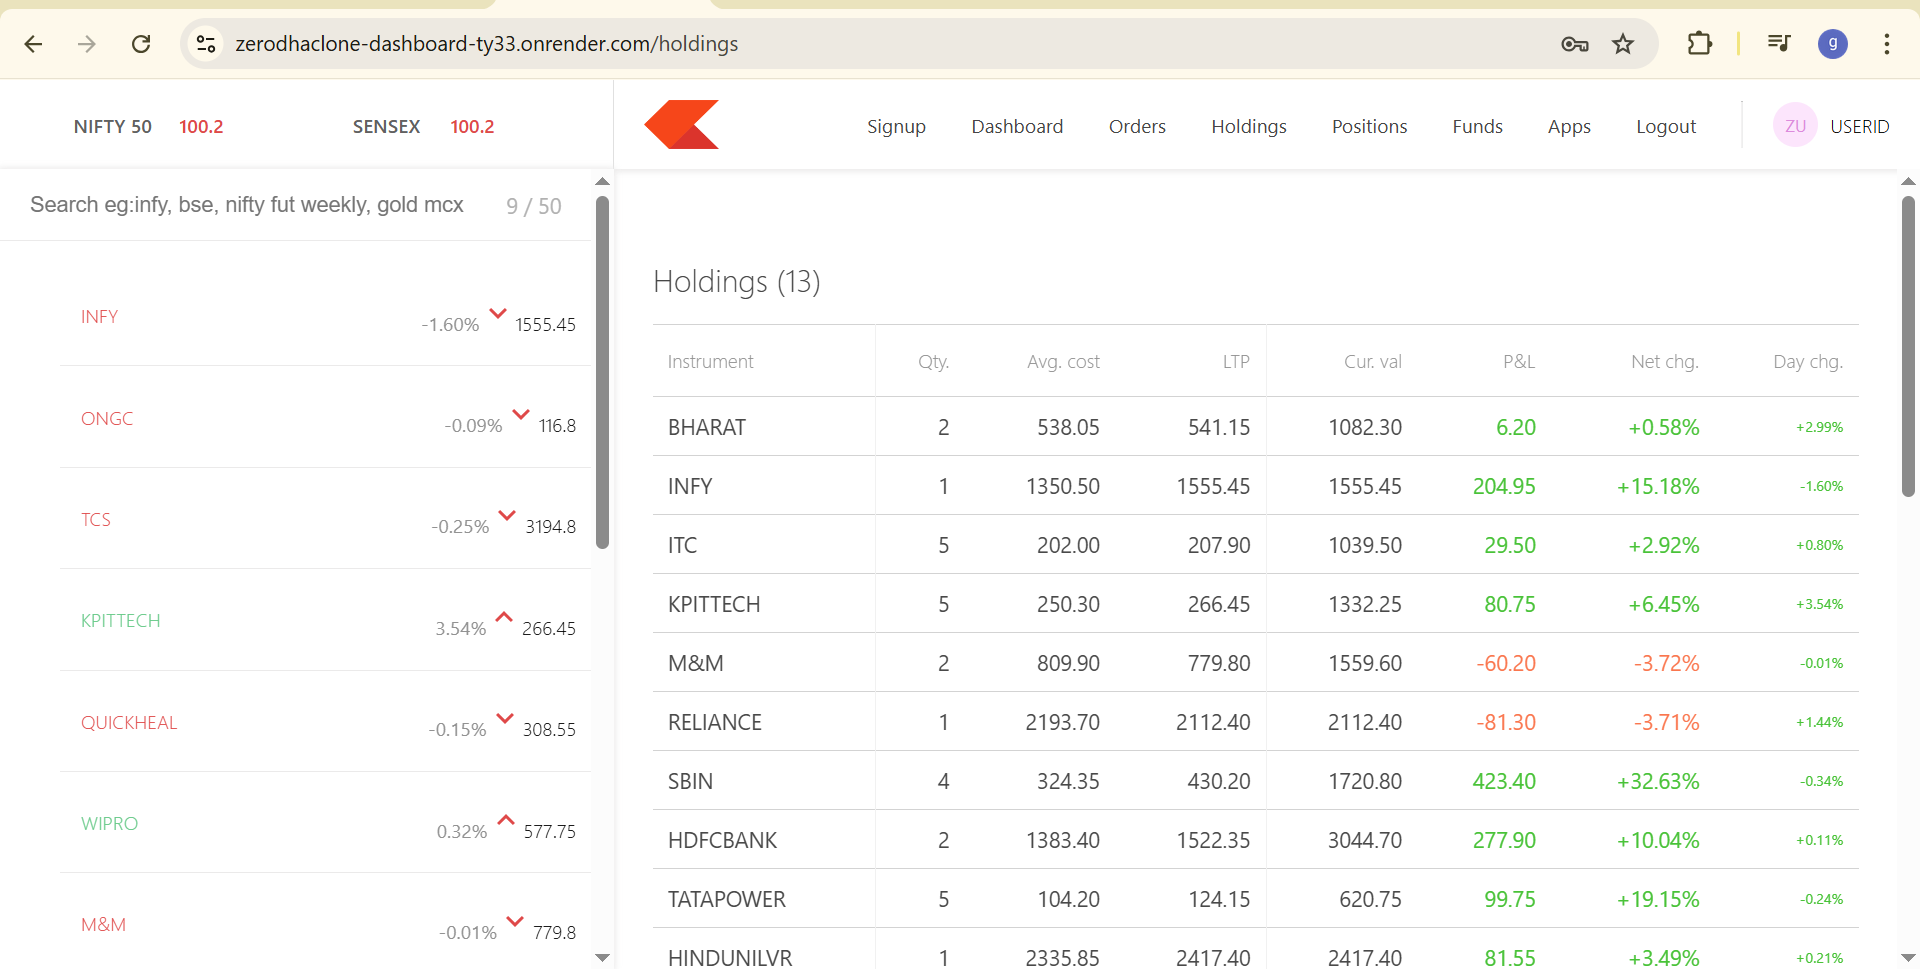 zerodhaclone-dashboard-ty33.onrender.com/holdings
g
NIFTY 50 100.2 SENSEX 100.2
Signup Dashboard Orders Holdings Positions Funds Apps Logout ZU USERID
Search eg:infy, bse, nifty fut weekly, gold mcx 9 / 50
INFY -1.60% 1555.45
ONGC -0.09% 116.8
TCS -0.25% 3194.8
KPITTECH 3.54% 266.45
QUICKHEAL -0.15% 308.55
WIPRO 0.32% 577.75
M&M -0.01% 779.8
Holdings (13)
Instrument Qty. Avg. cost LTP Cur. val P&L Net chg. Day chg.
BHARAT 2 538.05 541.15 1082.30 6.20 +0.58% +2.99%
INFY 1 1350.50 1555.45 1555.45 204.95 +15.18% -1.60%
ITC 5 202.00 207.90 1039.50 29.50 +2.92% +0.80%
KPITTECH 5 250.30 266.45 1332.25 80.75 +6.45% +3.54%
M&M 2 809.90 779.80 1559.60 -60.20 -3.72% -0.01%
RELIANCE 1 2193.70 2112.40 2112.40 -81.30 -3.71% +1.44%
SBIN 4 324.35 430.20 1720.80 423.40 +32.63% -0.34%
HDFCBANK 2 1383.40 1522.35 3044.70 277.90 +10.04% +0.11%
TATAPOWER 5 104.20 124.15 620.75 99.75 +19.15% -0.24%
HINDUNILVR 1 2335.85 2417.40 2417.40 81.55 +3.49% +0.21%